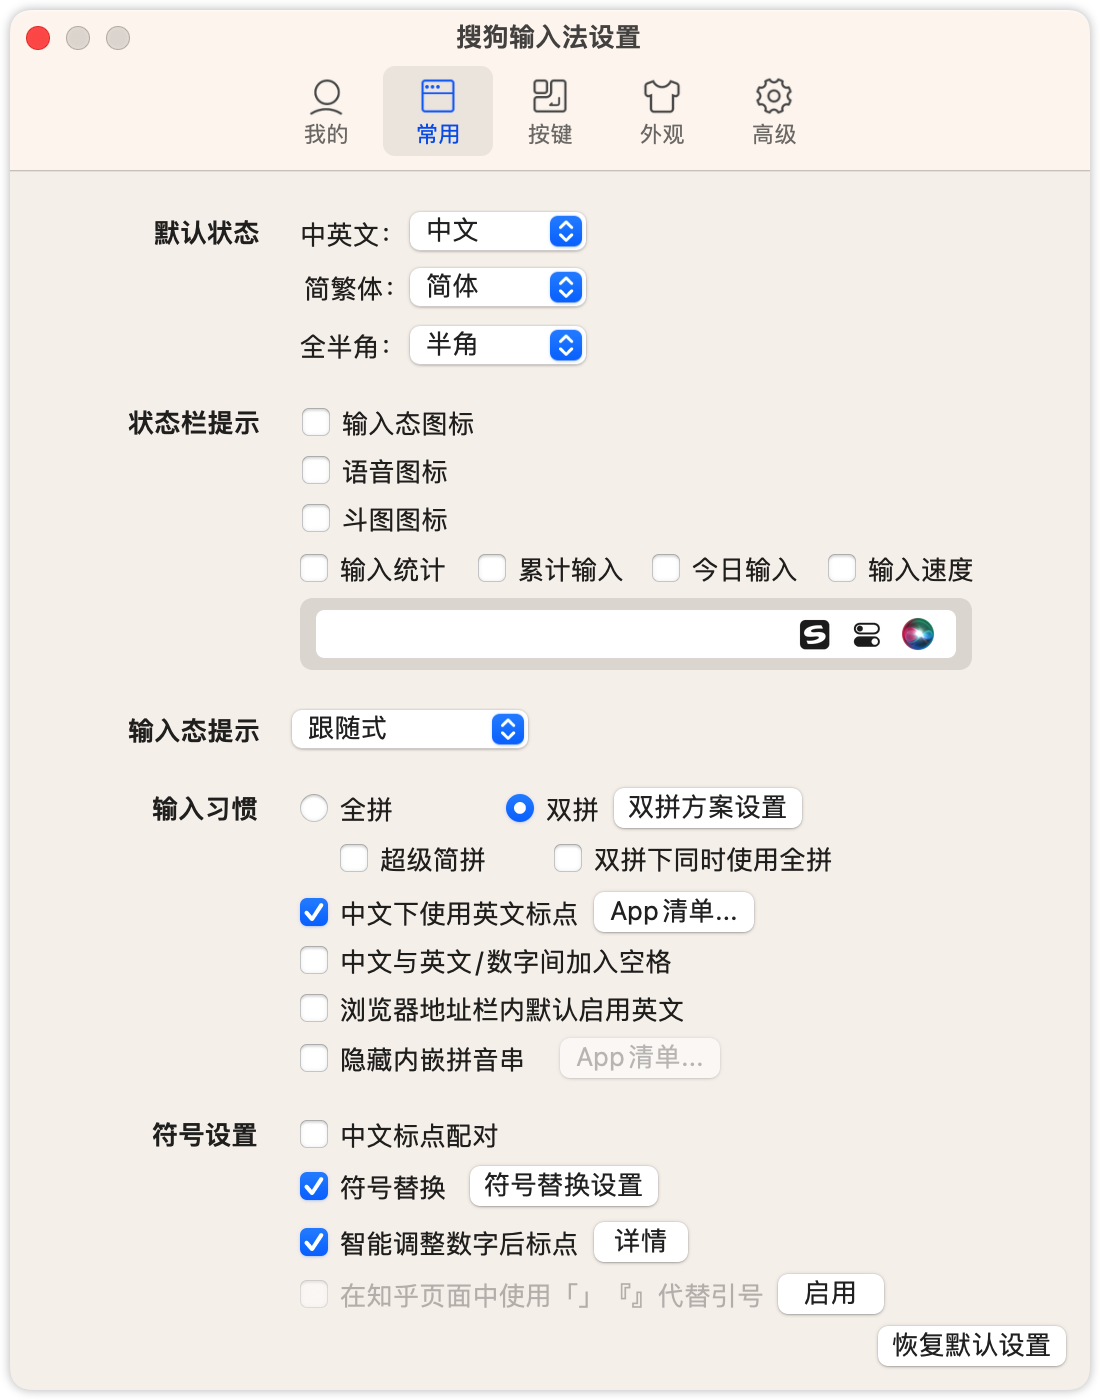 搜狗输入法设置
我的 常用 按键 外观 高级
默认状态 中英文: 中文
简繁体: 简体
全半角: 半角
状态栏提示 输入态图标
语音图标
斗图图标
输入统计 累计输入 今日输入 输入速度
输入态提示 跟随式
输入习惯 全拼 双拼 双拼方案设置
超级简拼 双拼下同时使用全拼
中文下使用英文标点 App清单...
中文与英文/数字间加入空格
浏览器地址栏内默认启用英文
隐藏内嵌拼音串 App清单...
符号设置 中文标点配对
符号替换 符号替换设置
智能调整数字后标点 详情
在知乎页面中使用「」『』代替引号 启用
恢复默认设置